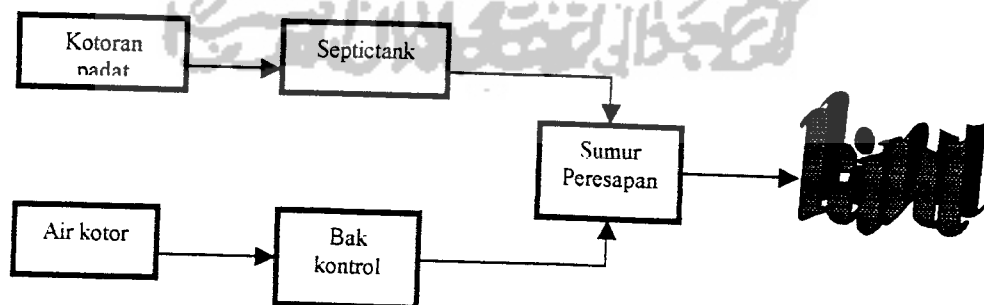 Kotoran
padat
Septictank
Sumur
Peresapan
Air kotor
Bak
kontrol